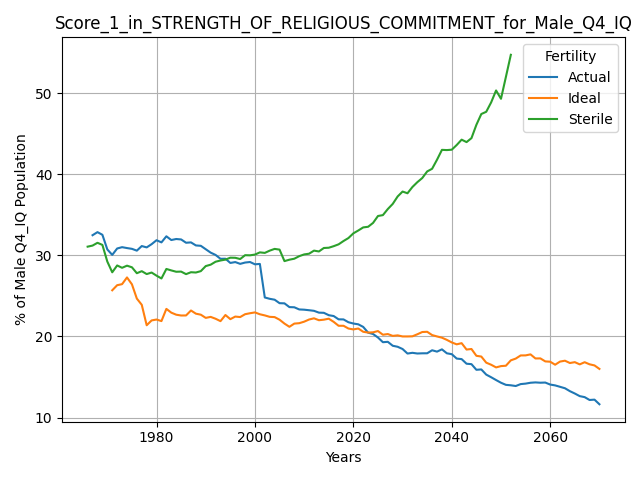 Score_1_in_STRENGTH_OF_RELIGIOUS_COMMITMENT_for_Male_Q4_IQ
Fertility
Actual
Ideal
Sterile
% of Male Q4_IQ Population
50
40
30
20
10
1980 2000 2020 2040 2060
Years